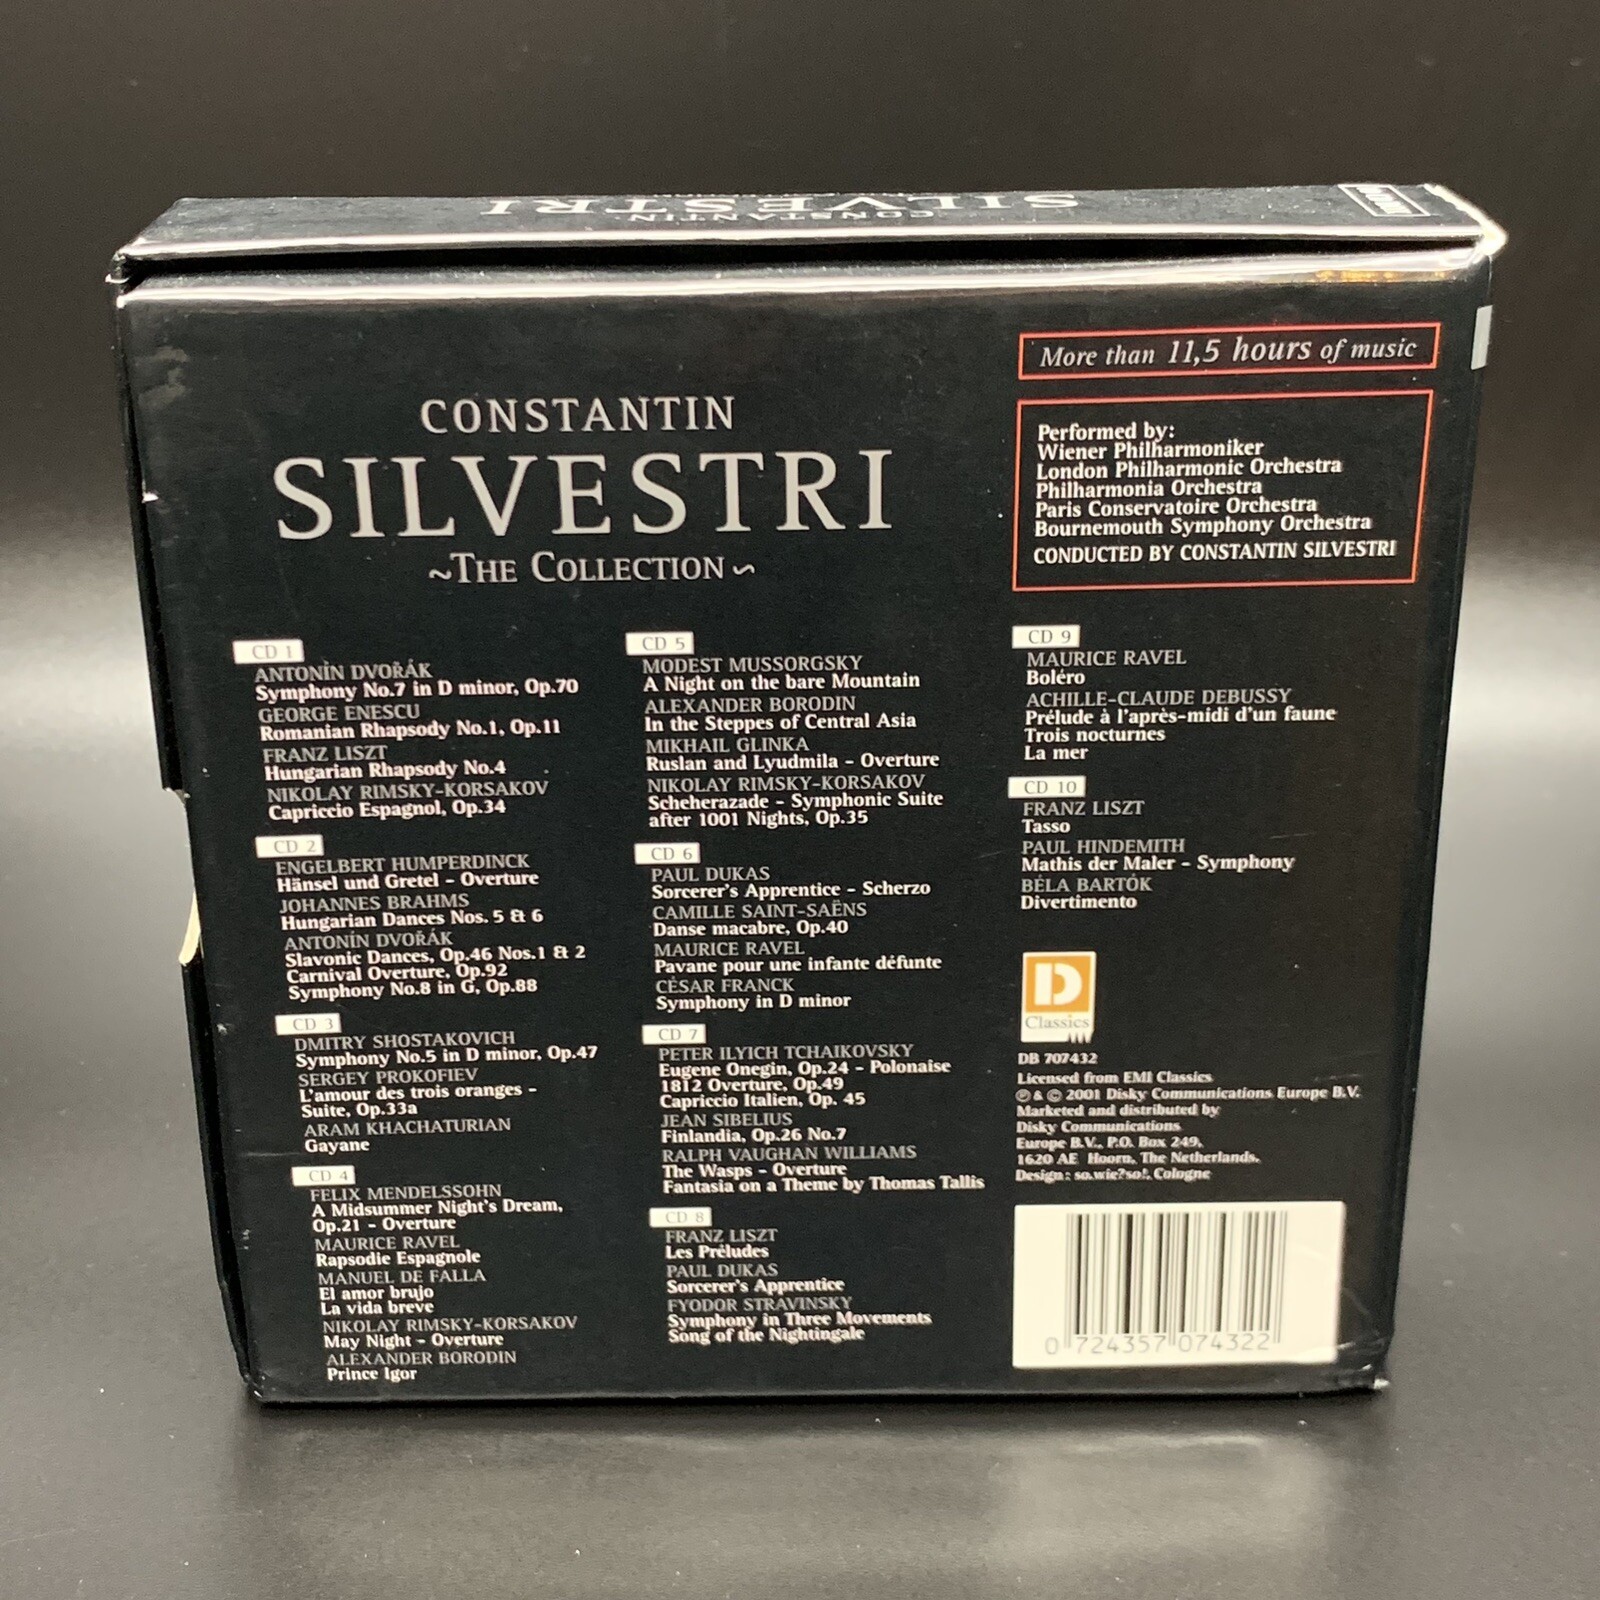 CONSTANTIN
SILVESTRI
More than 11,5 hours of music
CONSTANTIN
SILVESTRI
~THE COLLECTION~
Performed by:
Wiener Philharmoniker
London Philharmonic Orchestra
Philharmonia Orchestra
Paris Conservatoire Orchestra
Bournemouth Symphony Orchestra
CONDUCTED BY CONSTANTIN SILVESTRI
CD 1
ANTONÌN DVOŘÁK
Symphony No.7 in D minor, Op.70
GEORGE ENESCU
Romanian Rhapsody No.1, Op.11
FRANZ LISZT
Hungarian Rhapsody No.4
NIKOLAY RIMSKY-KORSAKOV
Capriccio Espagnol, Op.34
CD 2
ENGELBERT HUMPERDINCK
Hänsel und Gretel - Overture
JOHANNES BRAHMS
Hungarian Dances Nos. 5 & 6
ANTONÌN DVOŘÁK
Slavonic Dances, Op.46 Nos.1 & 2
Carnival Overture, Op.92
Symphony No.8 in G, Op.88
CD 3
DMITRY SHOSTAKOVICH
Symphony No.5 in D minor, Op.47
SERGEY PROKOFIEV
L'amour des trois oranges -
Suite, Op.33a
ARAM KHACHATURIAN
Gayane
CD 4
FELIX MENDELSSOHN
A Midsummer Night's Dream,
Op.21 - Overture
MAURICE RAVEL
Rapsodie Espagnole
MANUEL DE FALLA
El amor brujo
La vida breve
NIKOLAY RIMSKY-KORSAKOV
May Night - Overture
ALEXANDER BORODIN
Prince Igor
CD 5
MODEST MUSSORGSKY
A Night on the bare Mountain
ALEXANDER BORODIN
In the Steppes of Central Asia
MIKHAIL GLINKA
Ruslan and Lyudmila - Overture
NIKOLAY RIMSKY-KORSAKOV
Scheherazade - Symphonic Suite
after 1001 Nights, Op.35
CD 6
PAUL DUKAS
Sorcerer's Apprentice - Scherzo
CAMILLE SAINT-SAËNS
Danse macabre, Op.40
MAURICE RAVEL
Pavane pour une infante défunte
CÉSAR FRANCK
Symphony in D minor
CD 7
PETER ILYICH TCHAIKOVSKY
Eugene Onegin, Op.24 - Polonaise
1812 Overture, Op.49
Capriccio Italien, Op. 45
JEAN SIBELIUS
Finlandia, Op.26 No.7
RALPH VAUGHAN WILLIAMS
The Wasps - Overture
Fantasia on a Theme by Thomas Tallis
CD 8
FRANZ LISZT
Les Préludes
PAUL DUKAS
Sorcerer's Apprentice
FYODOR STRAVINSKY
Symphony in Three Movements
Song of the Nightingale
CD 9
MAURICE RAVEL
Boléro
ACHILLE-CLAUDE DEBUSSY
Prélude à l'après-midi d'un faune
Trois nocturnes
La mer
CD 10
FRANZ LISZT
Tasso
PAUL HINDEMITH
Mathis der Maler - Symphony
BÉLA BARTÓK
Divertimento
D
Classics
DB 707432
Licensed from EMI Classics
℗ & © 2001 Disky Communications Europe B.V.
Marketed and distributed by
Disky Communications
Europe B.V., P.O. Box 249,
1620 AE Hoorn, The Netherlands.
Design: so.wie?so!, Cologne
0 724357 074322